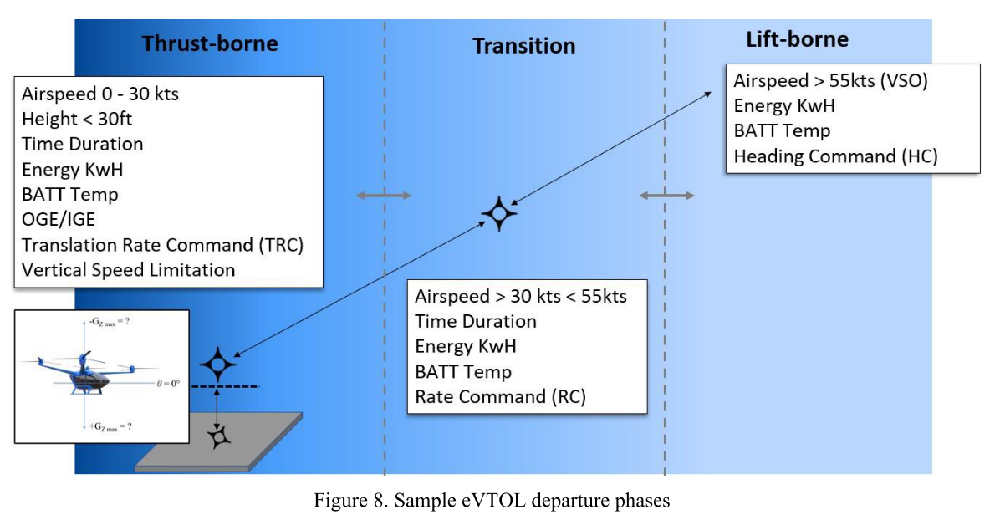 Thrust-borne
Transition
Lift-borne
Airspeed 0 - 30 kts
Height < 30ft
Time Duration
Energy KwH
BATT Temp
OGE/IGE
Translation Rate Command (TRC)
Vertical Speed Limitation
Airspeed > 55kts (VSO)
Energy KwH
BATT Temp
Heading Command (HC)
Airspeed > 30 kts < 55kts
Time Duration
Energy KwH
BATT Temp
Rate Command (RC)
-GZ max = ?
θ = 0°
+GZ max = ?
Figure 8. Sample eVTOL departure phases